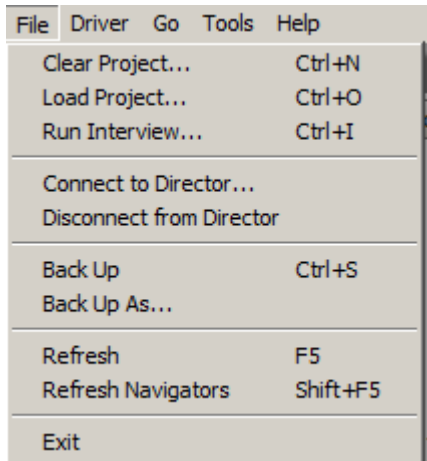 File Driver Go Tools Help
Clear Project... Ctrl+N
Load Project... Ctrl+O
Run Interview... Ctrl+I
Connect to Director...
Disconnect from Director
Back Up Ctrl+S
Back Up As...
Refresh F5
Refresh Navigators Shift+F5
Exit